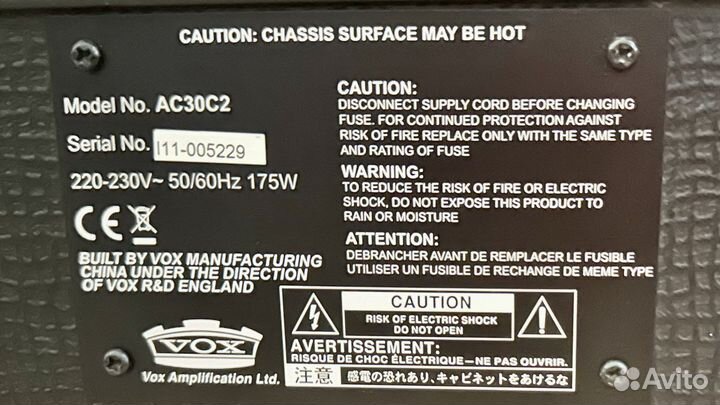 CAUTION: CHASSIS SURFACE MAY BE HOT
Model No. AC30C2
Serial No. I11-005229
220-230V~ 50/60Hz 175W
CE
BUILT BY VOX MANUFACTURING
CHINA UNDER THE DIRECTION
OF VOX R&D ENGLAND
VOX
Vox Amplification Ltd.
CAUTION:
DISCONNECT SUPPLY CORD BEFORE CHANGING
FUSE. FOR CONTINUED PROTECTION AGAINST
RISK OF FIRE REPLACE ONLY WITH THE SAME TYPE
AND RATING OF FUSE
WARNING:
TO REDUCE THE RISK OF FIRE OR ELECTRIC
SHOCK, DO NOT EXPOSE THIS PRODUCT TO
RAIN OR MOISTURE
ATTENTION:
DEBRANCHER AVANT DE REMPLACER LE FUSIBLE
UTILISER UN FUSIBLE DE RECHANGE DE MEME TYPE
CAUTION
RISK OF ELECTRIC SHOCK
DO NOT OPEN
AVERTISSEMENT:
RISQUE DE CHOC ÉLECTRIQUE—NE PAS OUVRIR.
注意 感電の恐れあり、キャビネットをあけるな
Avito